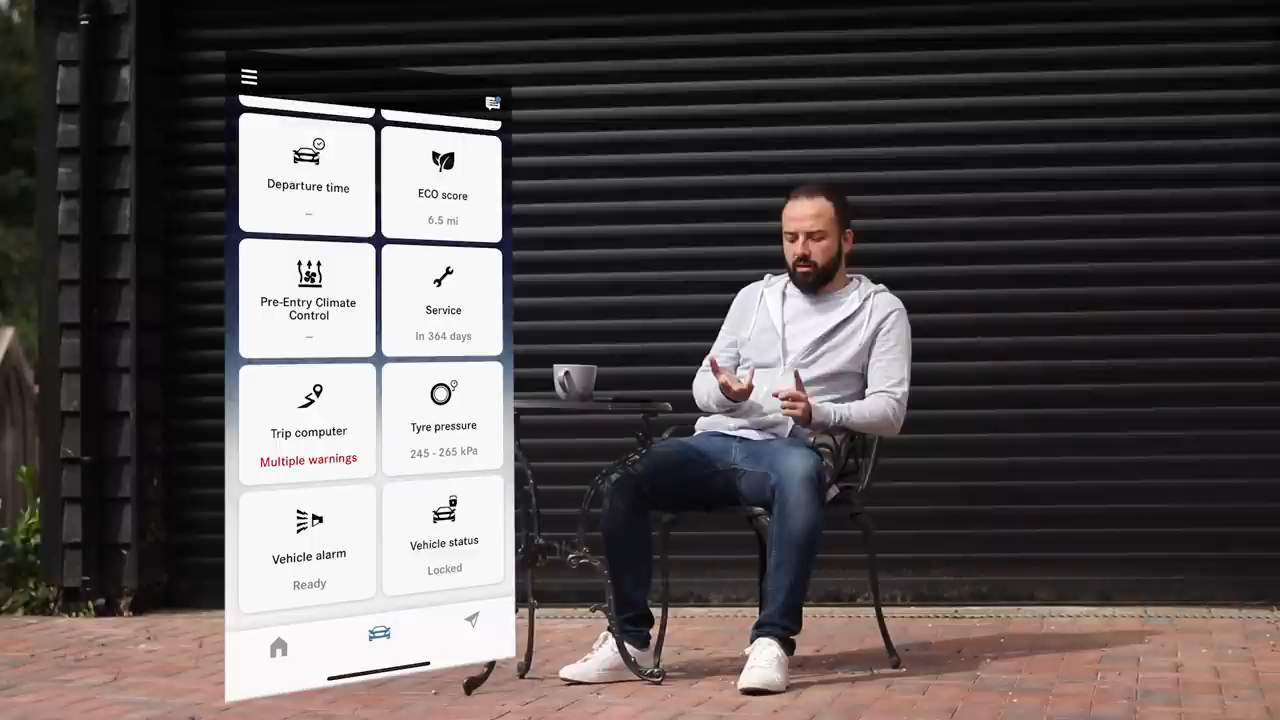 Departure time
–
ECO score
6.5 mi
Pre-Entry Climate
Control
–
Service
In 364 days
Trip computer
Multiple warnings
Tyre pressure
245 - 265 kPa
Vehicle alarm
Ready
Vehicle status
Locked